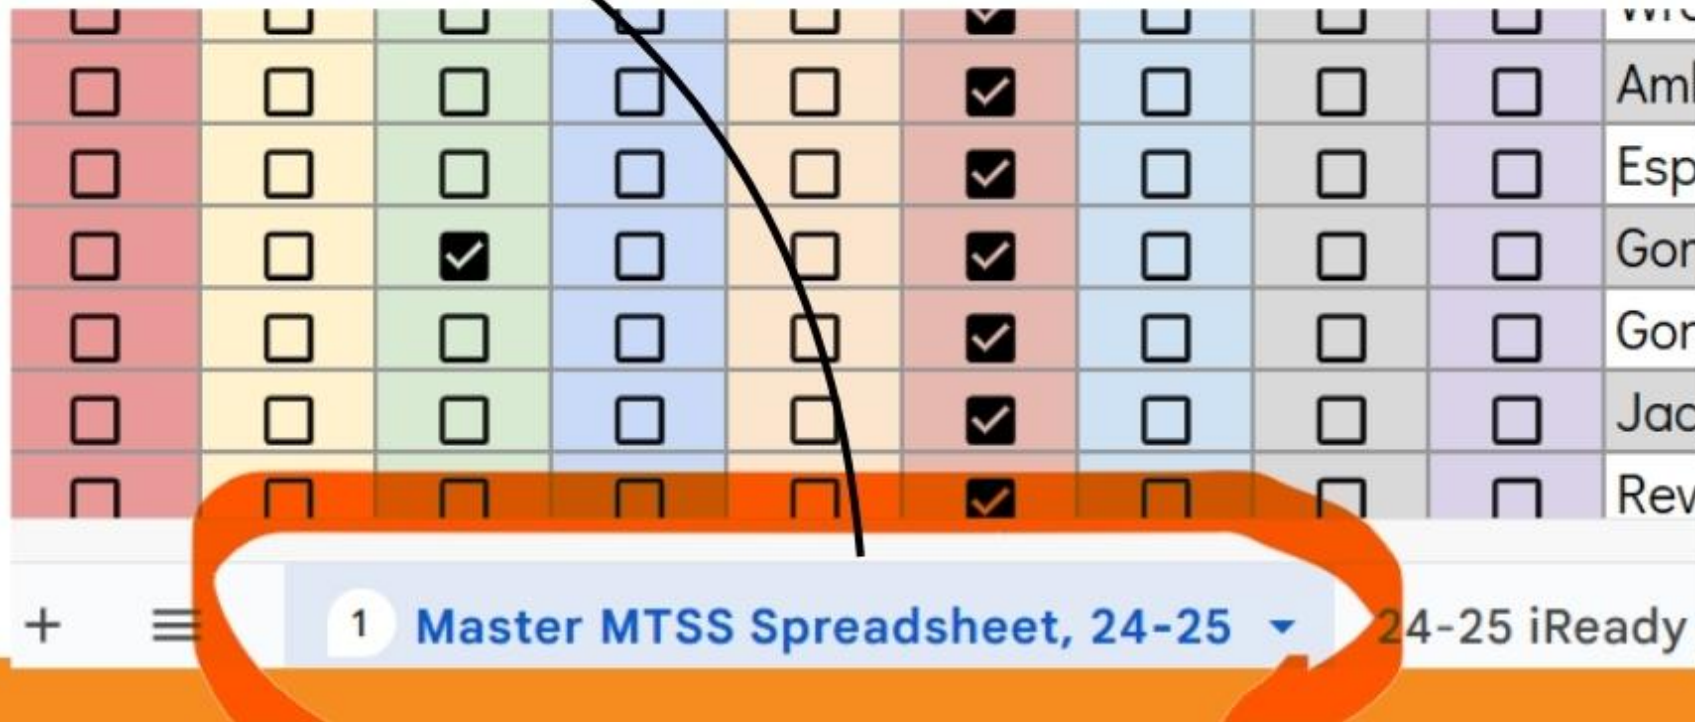 Aml
Esp
Gor
Gor
Jac
Rev
1 Master MTSS Spreadsheet, 24-25 24-25 iReady